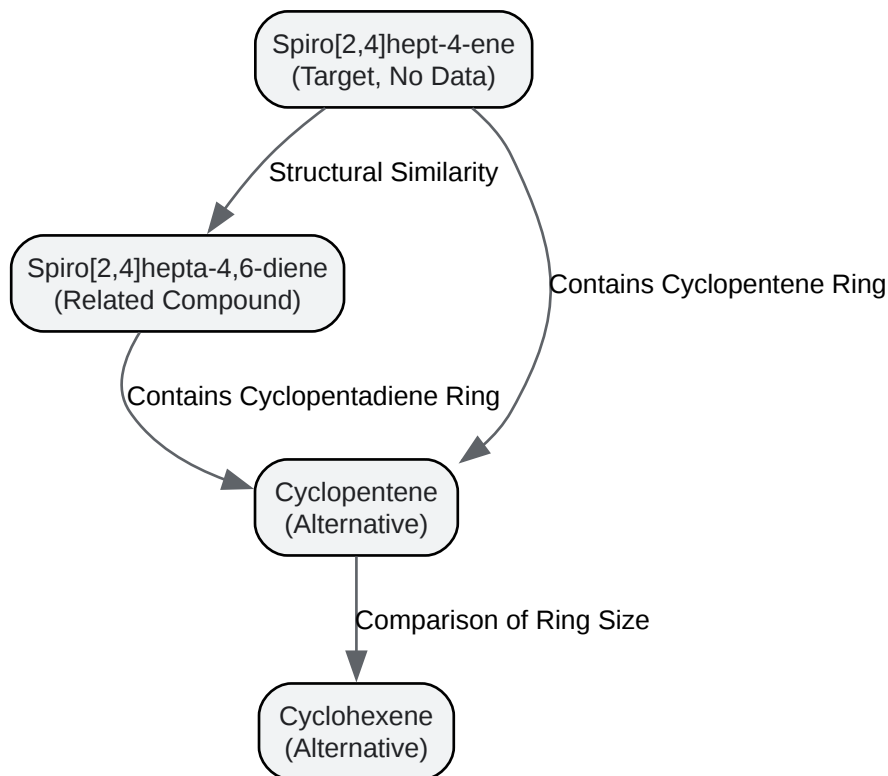 Spiro[2,4]hept-4-ene
(Target, No Data)
Structural Similarity
Spiro[2,4]hepta-4,6-diene
(Related Compound)
Contains Cyclopentene Ring
Contains Cyclopentadiene Ring
Cyclopentene
(Alternative)
Comparison of Ring Size
Cyclohexene
(Alternative)